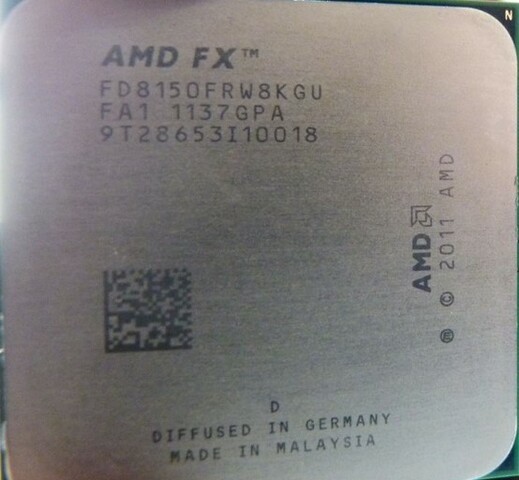 AMD FX™
FD8150FRW8KGU
FA1 1137GPA
9T28653I10018
AMD
ⓜ © 2011 AMD
D
DIFFUSED IN GERMANY
MADE IN MALAYSIA
N